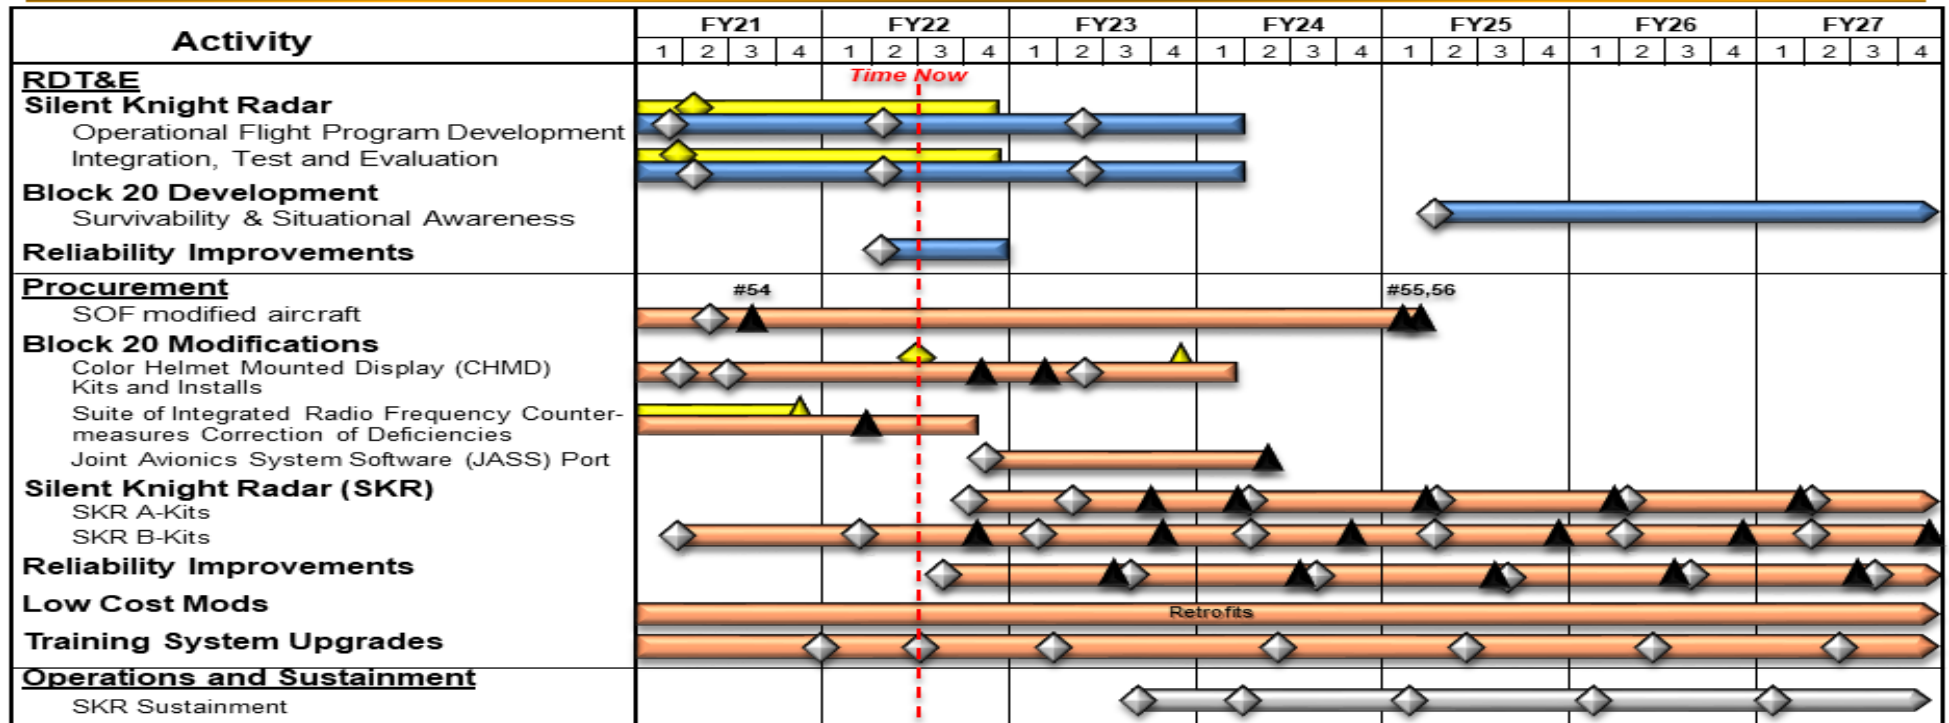 Activity
FY21 FY22 FY23 FY24 FY25 FY26 FY27
1 2 3 4 1 2 3 4 1 2 3 4 1 2 3 4 1 2 3 4 1 2 3 4 1 2 3 4
Time Now
RDT&E
Silent Knight Radar
Operational Flight Program Development
Integration, Test and Evaluation
Block 20 Development
Survivability & Situational Awareness
Reliability Improvements
Procurement
#54 #55,56
SOF modified aircraft
Block 20 Modifications
Color Helmet Mounted Display (CHMD)
Kits and Installs
Suite of Integrated Radio Frequency Counter-
measures Correction of Deficiencies
Joint Avionics System Software (JASS) Port
Silent Knight Radar (SKR)
SKR A-Kits
SKR B-Kits
Reliability Improvements
Low Cost Mods
Retrofits
Training System Upgrades
Operations and Sustainment
SKR Sustainment